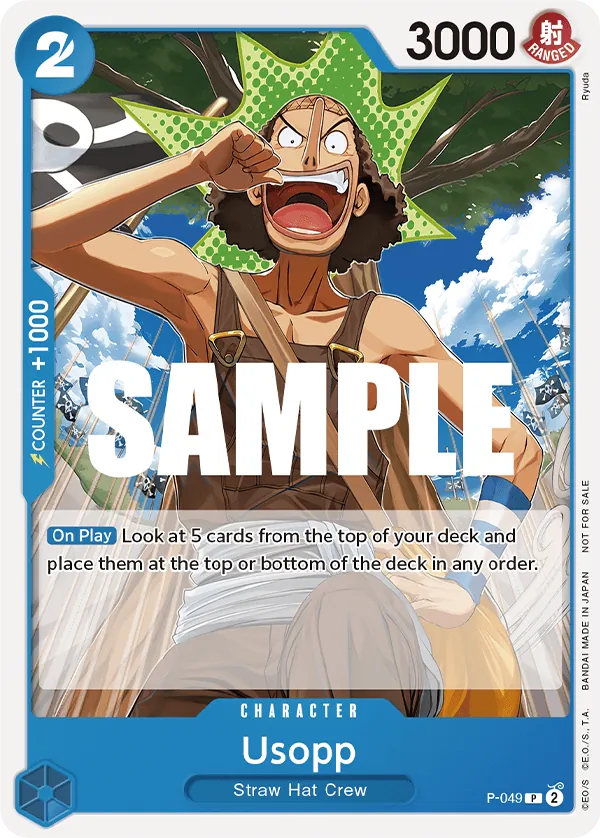 2
3000
射
RANGED
Ryuda
COUNTER +1000
SAMPLE
On Play Look at 5 cards from the top of your deck and
place them at the top or bottom of the deck in any order.
CHARACTER
Usopp
Straw Hat Crew
P-049 P 2
©EO/S ©E.O./S., T.A. BANDAI MADE IN JAPAN NOT FOR SALE